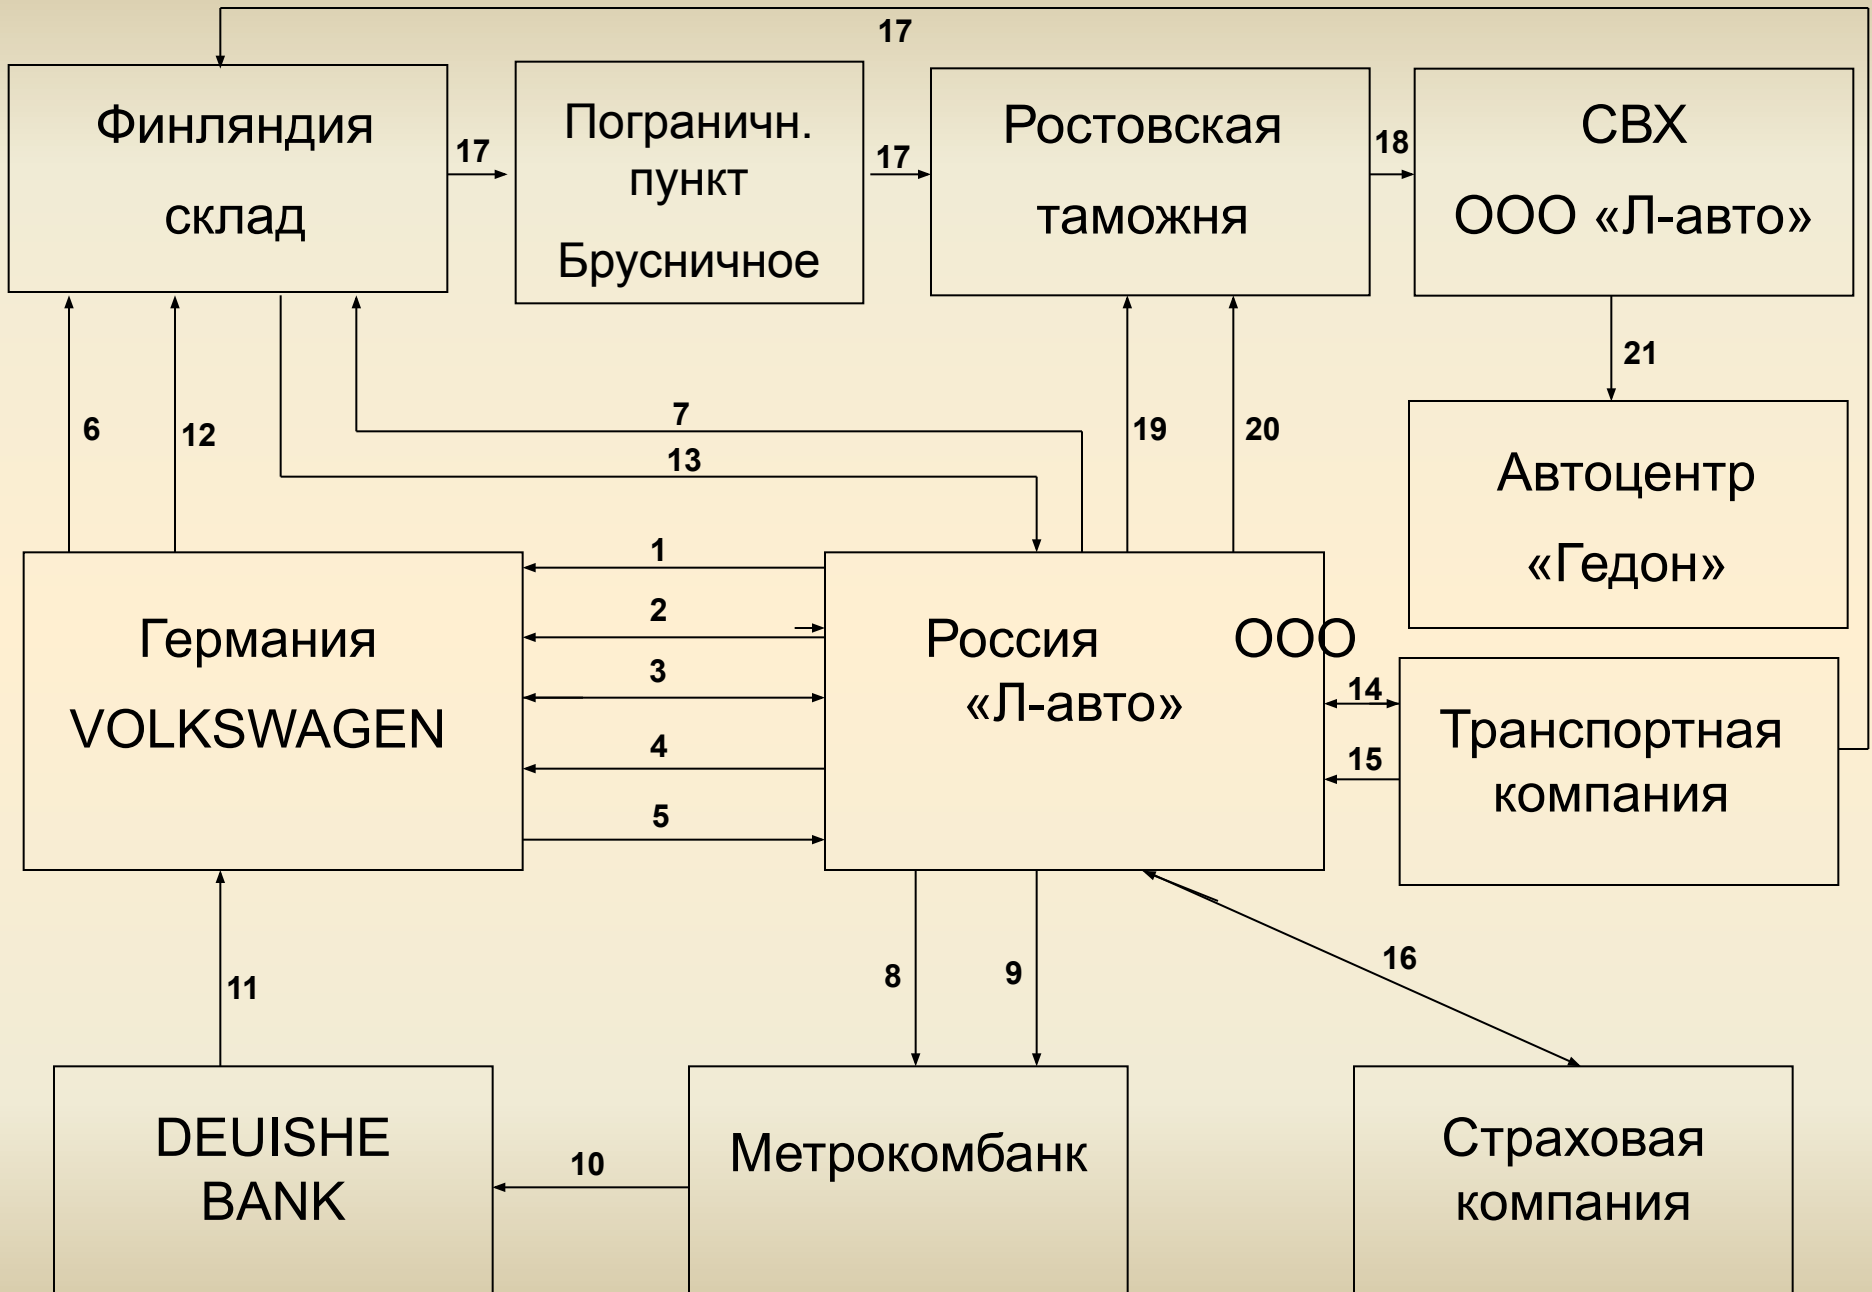 17
Финляндия
склад
17
Пограничн.
пункт
Брусничное
17
Ростовская
таможня
18
СВХ
ООО «Л-авто»
21
6
12
7
13
19
20
Автоцентр
«Гедон»
Германия
VOLKSWAGEN
1
2
3
4
5
Россия ООО
«Л-авто»
14
15
Транспортная
компания
11
8
9
16
DEUISHE
BANK
10
Метрокомбанк
Страховая
компания